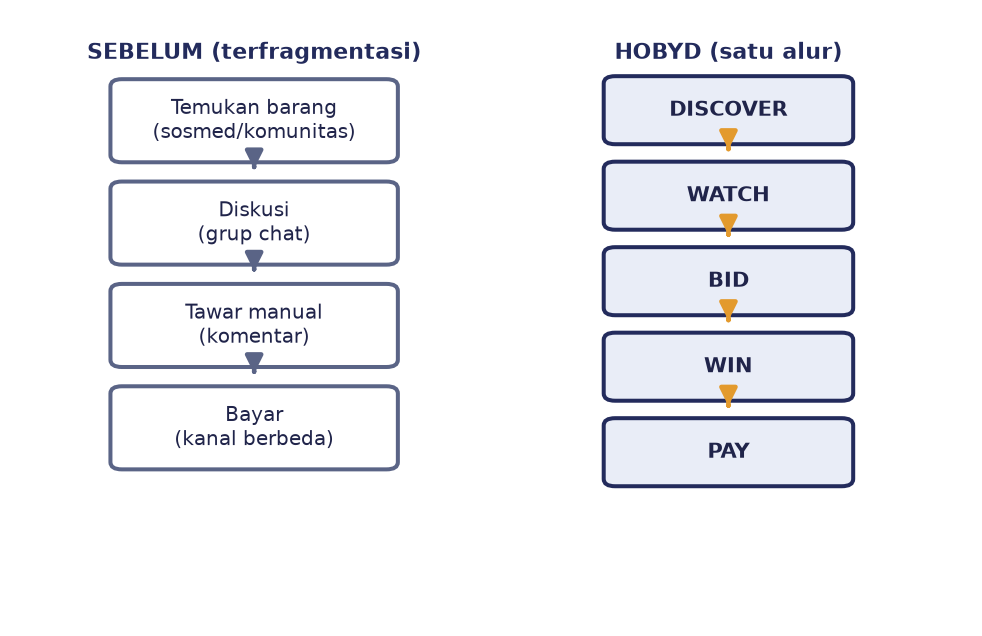 SEBELUM (terfragmentasi)
Temukan barang
(sosmed/komunitas)
Diskusi
(grup chat)
Tawar manual
(komentar)
Bayar
(kanal berbeda)
HOBYD (satu alur)
DISCOVER
WATCH
BID
WIN
PAY